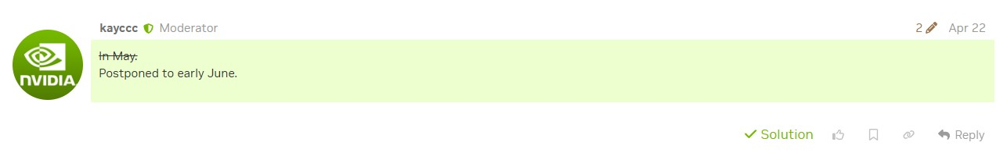 kayccc Moderator 2 Apr 22
In May.
Postponed to early June.
NVIDIA
Solution Reply